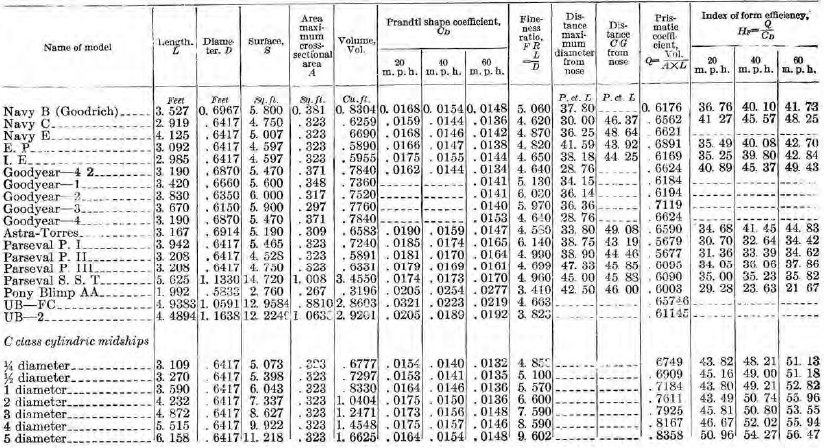 Name of model | Length, L | Diameter, D | Surface, S | Area maximum cross-sectional area A | Volume, Vol. | Prandtl shape coefficient, CD | Fineness ratio, FR L/D | Distance maximum diameter from nose | Distance CG from nose | Prismatic coefficient, Q=Vol./A×L | Index of form efficiency, HF=Q/CD
20 m. p. h. | 40 m. p. h. | 60 m. p. h. | 20 m. p. h. | 40 m. p. h. | 60 m. p. h.
Feet | Feet | Sq. ft. | Sq. ft. | Cu. ft. | P. ct. L | P. ct. L
Navy B (Goodrich) 3. 527 0. 6967 5. 800 0. 381 0. 8304 0. 0168 0. 0154 0. 0148 5. 060 37. 80 ------ 0. 6176 36. 76 40. 10 41. 73
Navy C 2. 919 . 6417 4. 750 . 323 . 6259 . 0159 . 0144 . 0136 4. 620 30. 00 46. 37 . 6562 41 27 45. 57 48. 25
Navy E 4. 125 . 6417 5. 007 . 323 . 6690 . 0168 . 0146 . 0142 4. 870 36. 25 48 64 . 6621
E. P 3. 092 . 6417 4. 597 . 323 . 5890 . 0166 . 0147 . 0138 4. 820 41. 59 43. 92 . 6891 35. 49 40. 08 42. 70
I. E 2. 985 . 6417 4. 597 . 323 . 5955 . 0175 . 0155 . 0144 4. 650 38. 18 44 25 . 6169 35. 25 39. 80 42. 84
Goodyear—4 2 3. 190 . 6870 5. 470 . 371 . 7840 . 0162 . 0144 . 0134 4. 640 28. 76 ------ . 6624 40. 89 45. 37 49. 43
Goodyear—1 3. 420 . 6660 5. 600 . 348 . 7360 ------ ------ . 0141 5. 130 34. 15 ------ . 6184
Goodyear—2 3. 830 . 6350 6. 000 . 317 . 7520 ------ ------ . 0141 6. 030 36. 14 ------ . 6194
Goodyear—3 3. 670 . 6150 5. 900 . 297 . 7760 ------ ------ . 0140 5. 970 36. 36 ------ . 7119
Goodyear—4 3. 190 . 6870 5. 470 . 371 . 7840 ------ ------ . 0153 4. 640 28. 76 ------ . 6624
Astra-Torres 3. 167 . 6914 5. 190 . 309 . 6583 . 0190 . 0159 . 0147 33. 80 49. 08 . 6590 34. 68 41. 45 44. 83
Parseval P. I 3. 942 . 6417 5. 465 . 323 . 7240 . 0185 . 0174 . 0165 6. 140 38. 75 43 19 . 5679 30. 70 32. 64 34. 42
Parseval P. II 3. 208 . 6417 4. 528 . 323 . 5891 . 0181 . 0170 . 0164 4. 990 38. 90 44 46 . 5677 31. 36 33. 39 34. 62
Parseval P. III 3. 208 . 6417 4. 750 . 6331 . 0179 . 0169 . 0161 47. 33 45 85 . 6095 34. 05 36. 06 37. 86
Parseval S. S. T 5. 625 1. 1330 14. 720 1. 008 3. 4550 . 0174 . 0173 . 0170 4. 960 45. 00 45 83 . 6090 35. 00 35. 23 35. 82
Pony Blimp AA 1. 992 2. 760 . 267 . 3196 . 0205 . 0254 . 0277 3. 410 42. 50 46 00 . 6003 29. 28 23. 63 21. 67
UB—FC 4. 9383 1. 0591 12. 9584 . 8810 . 0321 . 0223 . 0219 4. 663 ------ ------ . 65746
UB—2 4. 4894 1. 1638 2. 9201 . 0205 . 0189 . 0192 ------ ------ . 61145
C class cylindric midships
¼ diameter 3. 109 . 6417 5. 073 . 323 . 6777 . 0154 . 0140 . 0132 ------ ------ . 6749 43. 82 48. 21 51. 13
½ diameter 3. 270 . 6417 5. 398 . 323 . 7297 . 0153 . 0141 . 0135 5. 100 ------ ------ . 6909 45. 16 49. 00 51. 18
1 diameter 3. 590 . 6417 6. 043 . 323 . 8330 . 0164 . 0146 . 0136 5. 570 ------ ------ . 7184 43. 80 49. 21 52. 82
2 diameter 4. 232 . 6417 7. 337 . 323 1. 0404 . 0175 . 0150 . 0136 6. 600 ------ ------ . 7611 43. 49 50. 74 55. 96
3 diameter 4. 872 . 6417 8. 627 . 323 1. 2471 . 0173 . 0156 . 0148 7. 590 ------ ------ . 7925 45. 81 50. 80 53. 55
4 diameter 5. 515 . 6417 9. 922 . 323 1. 4548 . 0175 . 0157 . 0146 8. 590 ------ ------ . 8167 46. 67 52. 02 55. 94
5 diameter 6. 158 . 6417 11. 218 . 323 1. 6625 . 0164 . 0154 . 0148 9. 602 ------ ------ . 8358 50. 96 54. 27 56. 47